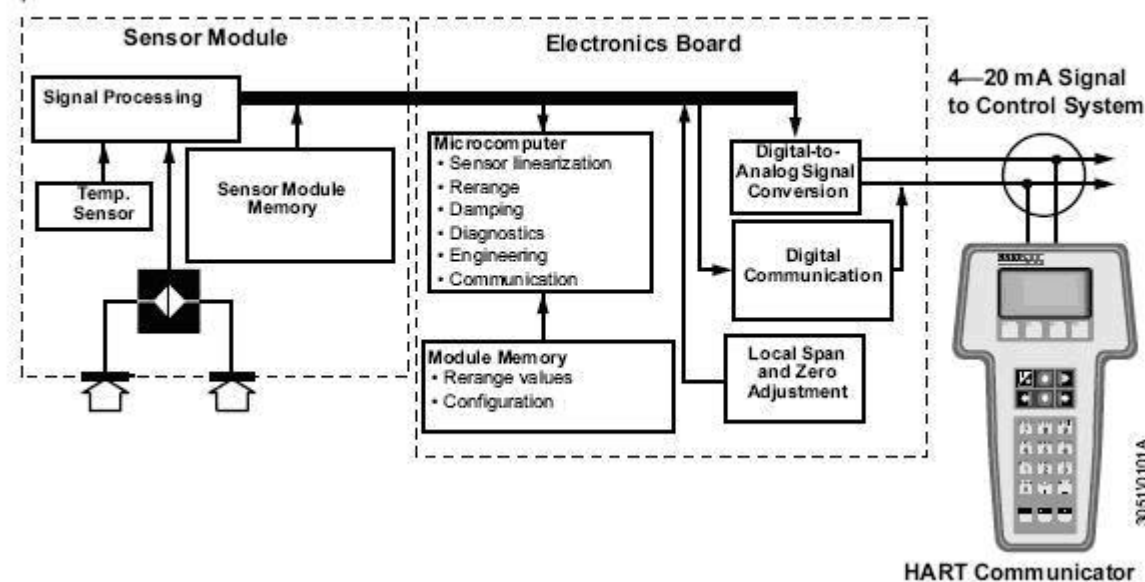 Sensor Module
Electronics Board
4—20 mA Signal
to Control System
Signal Processing
Temp.
Sensor
Sensor Module
Memory
Microcomputer
• Sensor linearization
• Rerange
• Damping
• Diagnostics
• Engineering
• Communication
Digital-to-
Analog Signal
Conversion
Digital
Communication
Module Memory
• Rerange values
• Configuration
Local Span
and Zero
Adjustment
HART Communicator